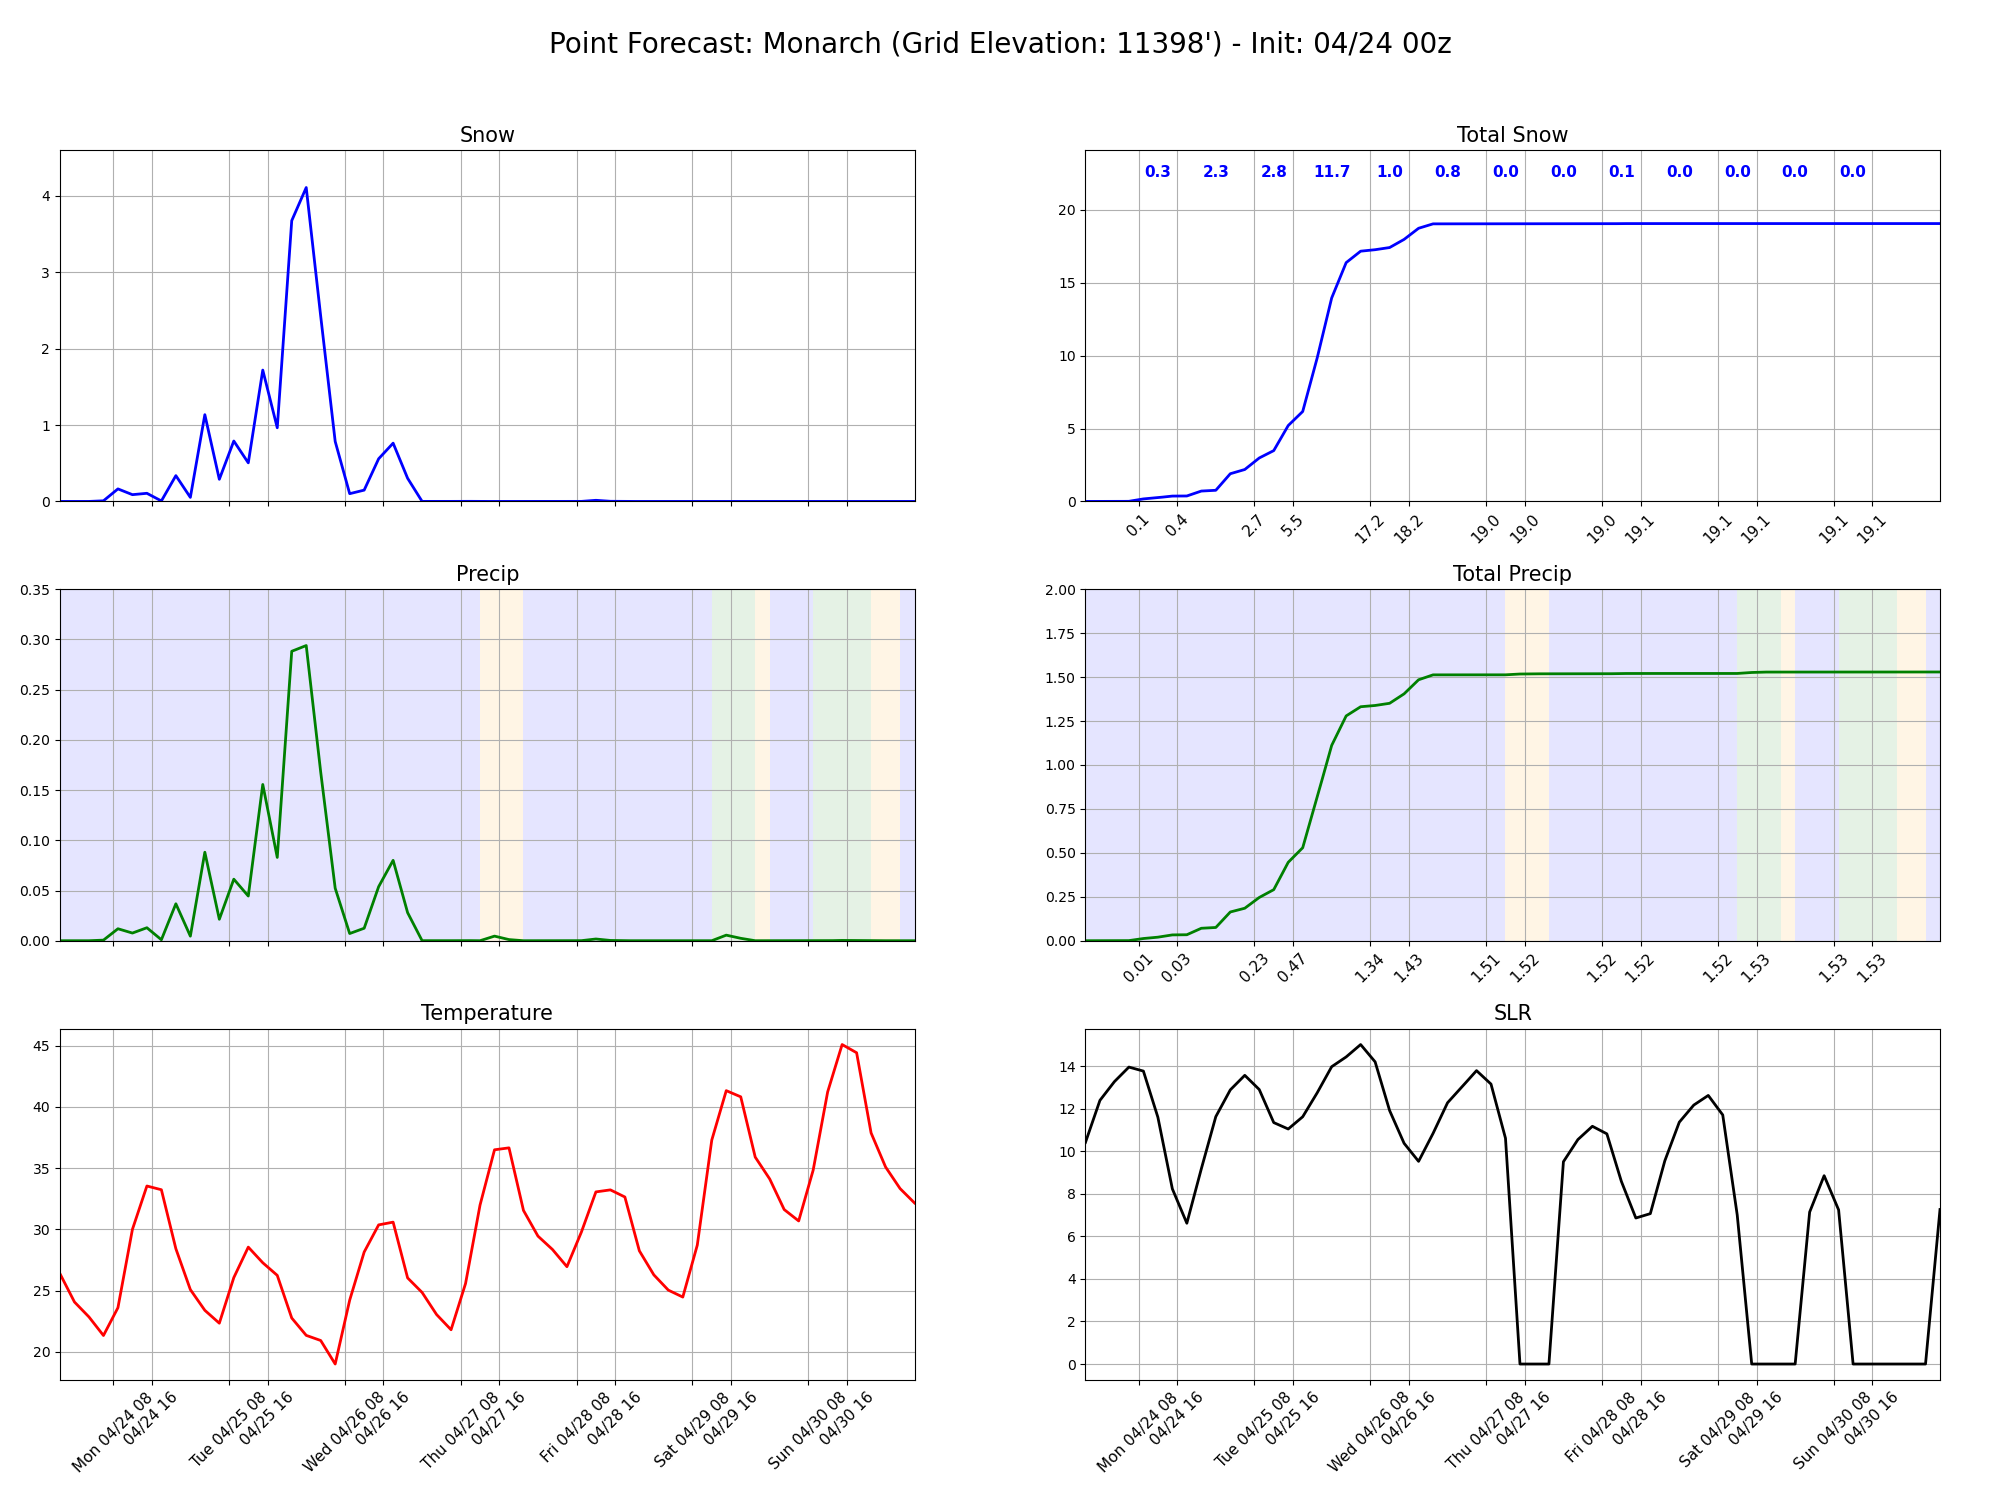 Point Forecast: Monarch (Grid Elevation: 11398') - Init: 04/24 00z
Snow
4
3
2
1
0
Total Snow
0.3 2.3 2.8 11.7 1.0 0.8 0.0 0.0 0.1 0.0 0.0 0.0 0.0
20
15
10
5
0
0.1 0.4 2.7 5.5 17.2 18.2 19.0 19.0 19.0 19.1 19.1 19.1 19.1 19.1
Precip
0.35
0.30
0.25
0.20
0.15
0.10
0.05
0.00
Total Precip
2.00
1.75
1.50
1.25
1.00
0.75
0.50
0.25
0.00
0.01 0.03 0.23 0.47 1.34 1.43 1.51 1.52 1.52 1.52 1.52 1.53 1.53 1.53
Temperature
45
40
35
30
25
20
Mon 04/24 08
04/24 16
Tue 04/25 08
04/25 16
Wed 04/26 08
04/26 16
Thu 04/27 08
04/27 16
Fri 04/28 08
04/28 16
Sat 04/29 08
04/29 16
Sun 04/30 08
04/30 16
SLR
14
12
10
8
6
4
2
0
Mon 04/24 08
04/24 16
Tue 04/25 08
04/25 16
Wed 04/26 08
04/26 16
Thu 04/27 08
04/27 16
Fri 04/28 08
04/28 16
Sat 04/29 08
04/29 16
Sun 04/30 08
04/30 16